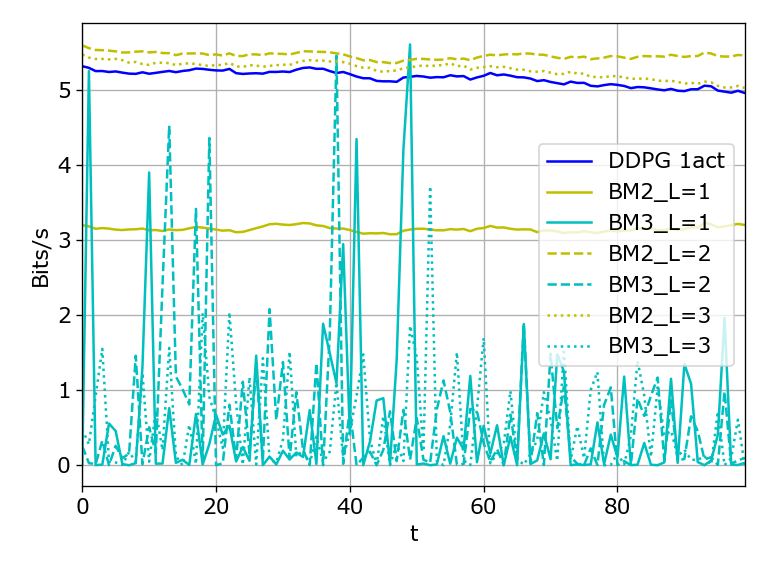 Bits/s
5
4
3
2
1
0
0 20 40 60 80
t
DDPG 1act
BM2_L=1
BM3_L=1
BM2_L=2
BM3_L=2
BM2_L=3
BM3_L=3